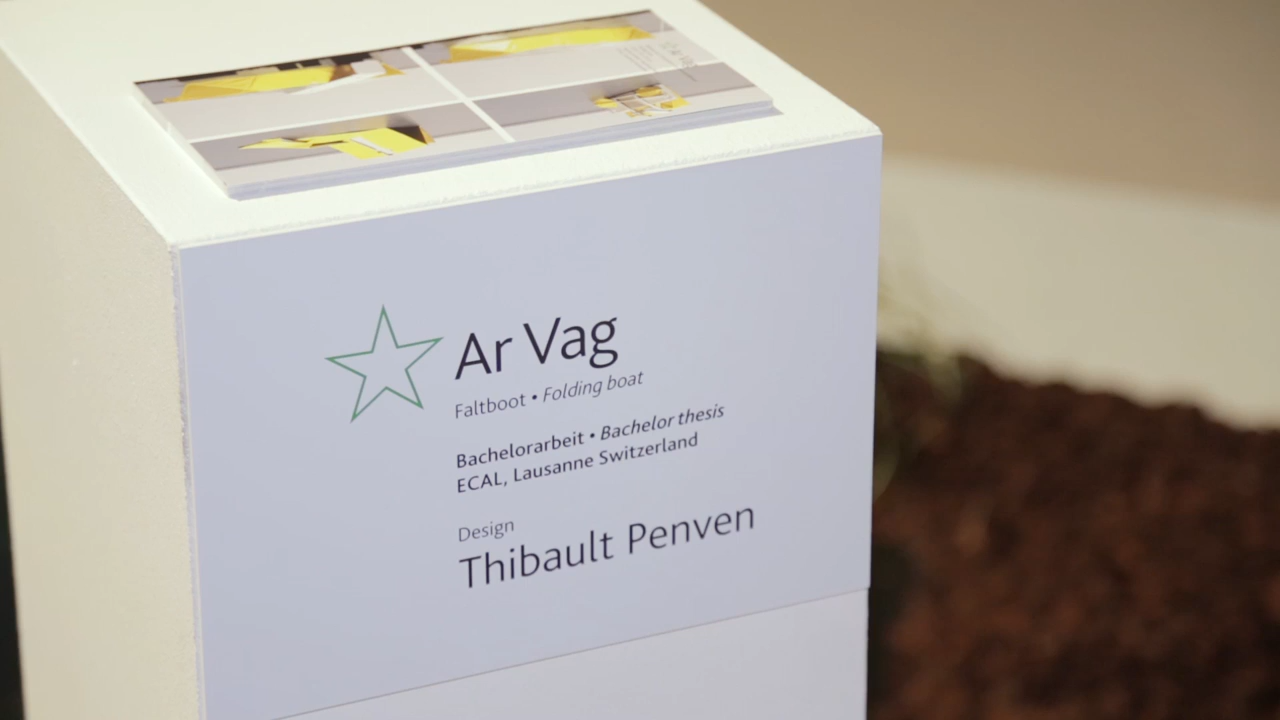 Ar Vag
Faltboot • Folding boat
Bachelorarbeit • Bachelor thesis
ECAL, Lausanne Switzerland
Design
Thibault Penven